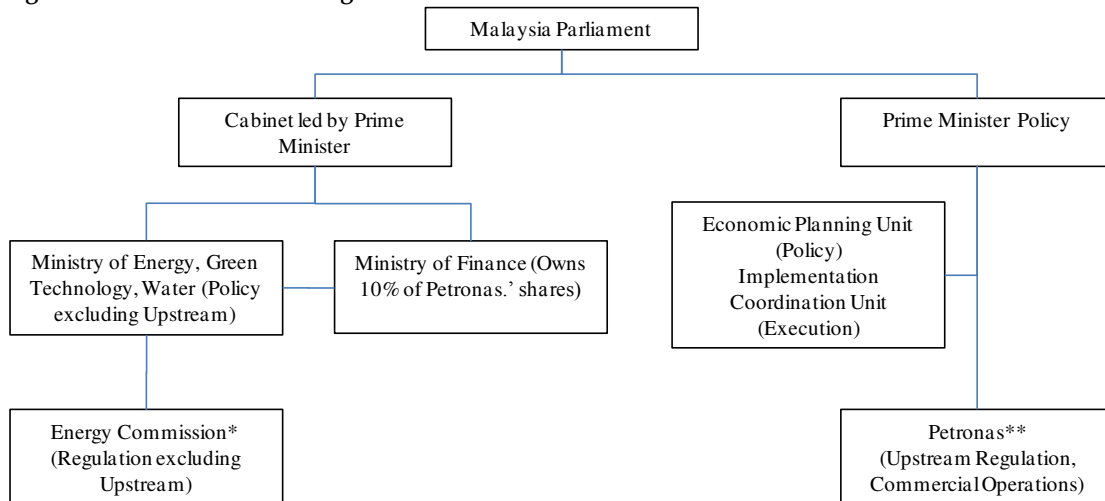 Malaysia Parliament
Cabinet led by Prime
Minister
Prime Minister Policy
Economic Planning Unit
(Policy)
Implementation
Coordination Unit
(Execution)
Ministry of Energy, Green
Technology, Water (Policy
excluding Upstream)
Ministry of Finance (Owns
10% of Petronas.’ shares)
Energy Commission*
(Regulation excluding
Upstream)
Petronas**
(Upstream Regulation,
Commercial Operations)